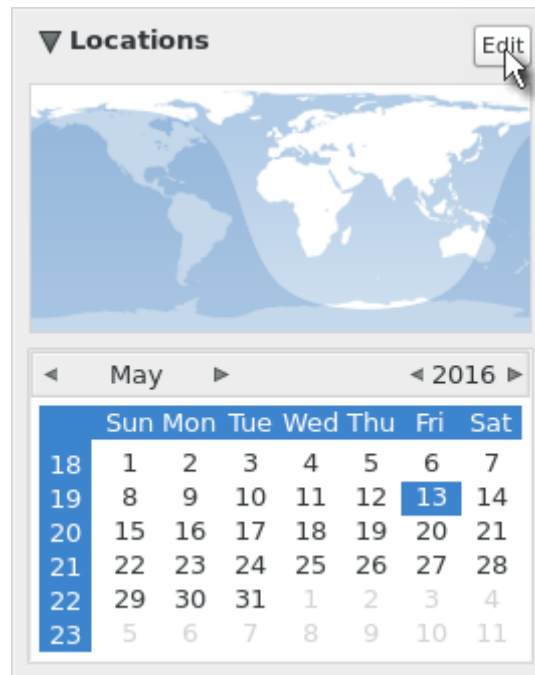 ▼ Locations Edit
◀ May ▶ ◀ 2016 ▶
Sun Mon Tue Wed Thu Fri Sat
18 1 2 3 4 5 6 7
19 8 9 10 11 12 13 14
20 15 16 17 18 19 20 21
21 22 23 24 25 26 27 28
22 29 30 31 1 2 3 4
23 5 6 7 8 9 10 11